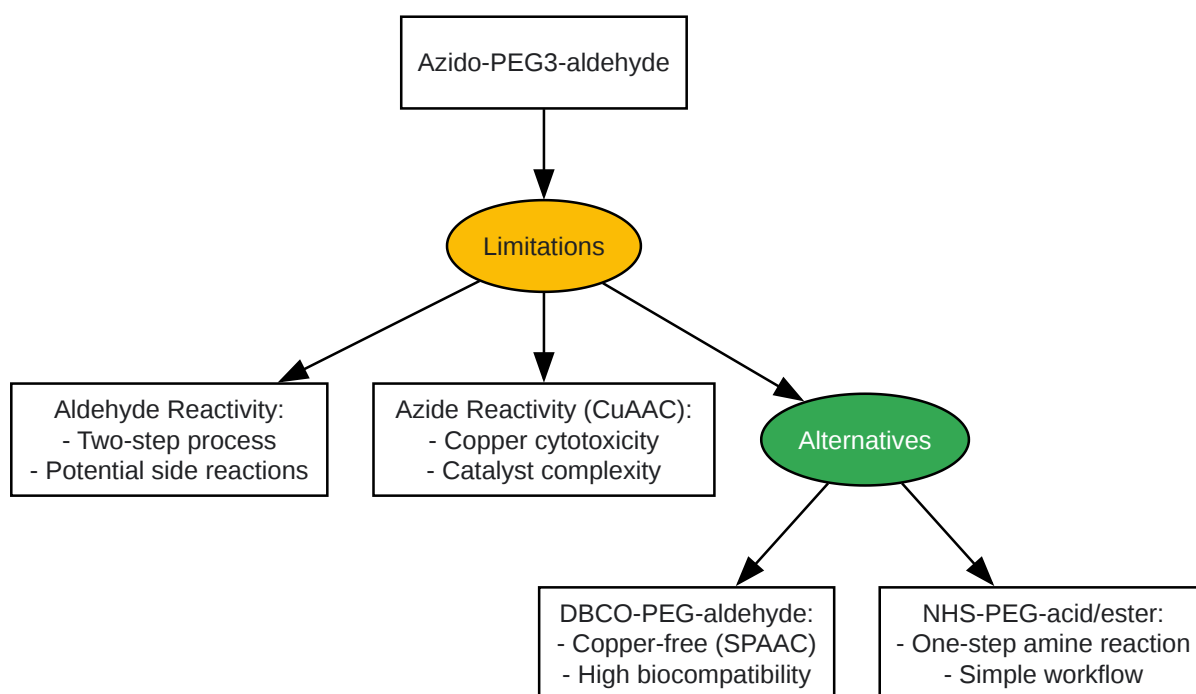 Azido-PEG3-aldehyde
Limitations
Aldehyde Reactivity:
- Two-step process
- Potential side reactions
Azide Reactivity (CuAAC):
- Copper cytotoxicity
- Catalyst complexity
Alternatives
DBCO-PEG-aldehyde:
- Copper-free (SPAAC)
- High biocompatibility
NHS-PEG-acid/ester:
- One-step amine reaction
- Simple workflow